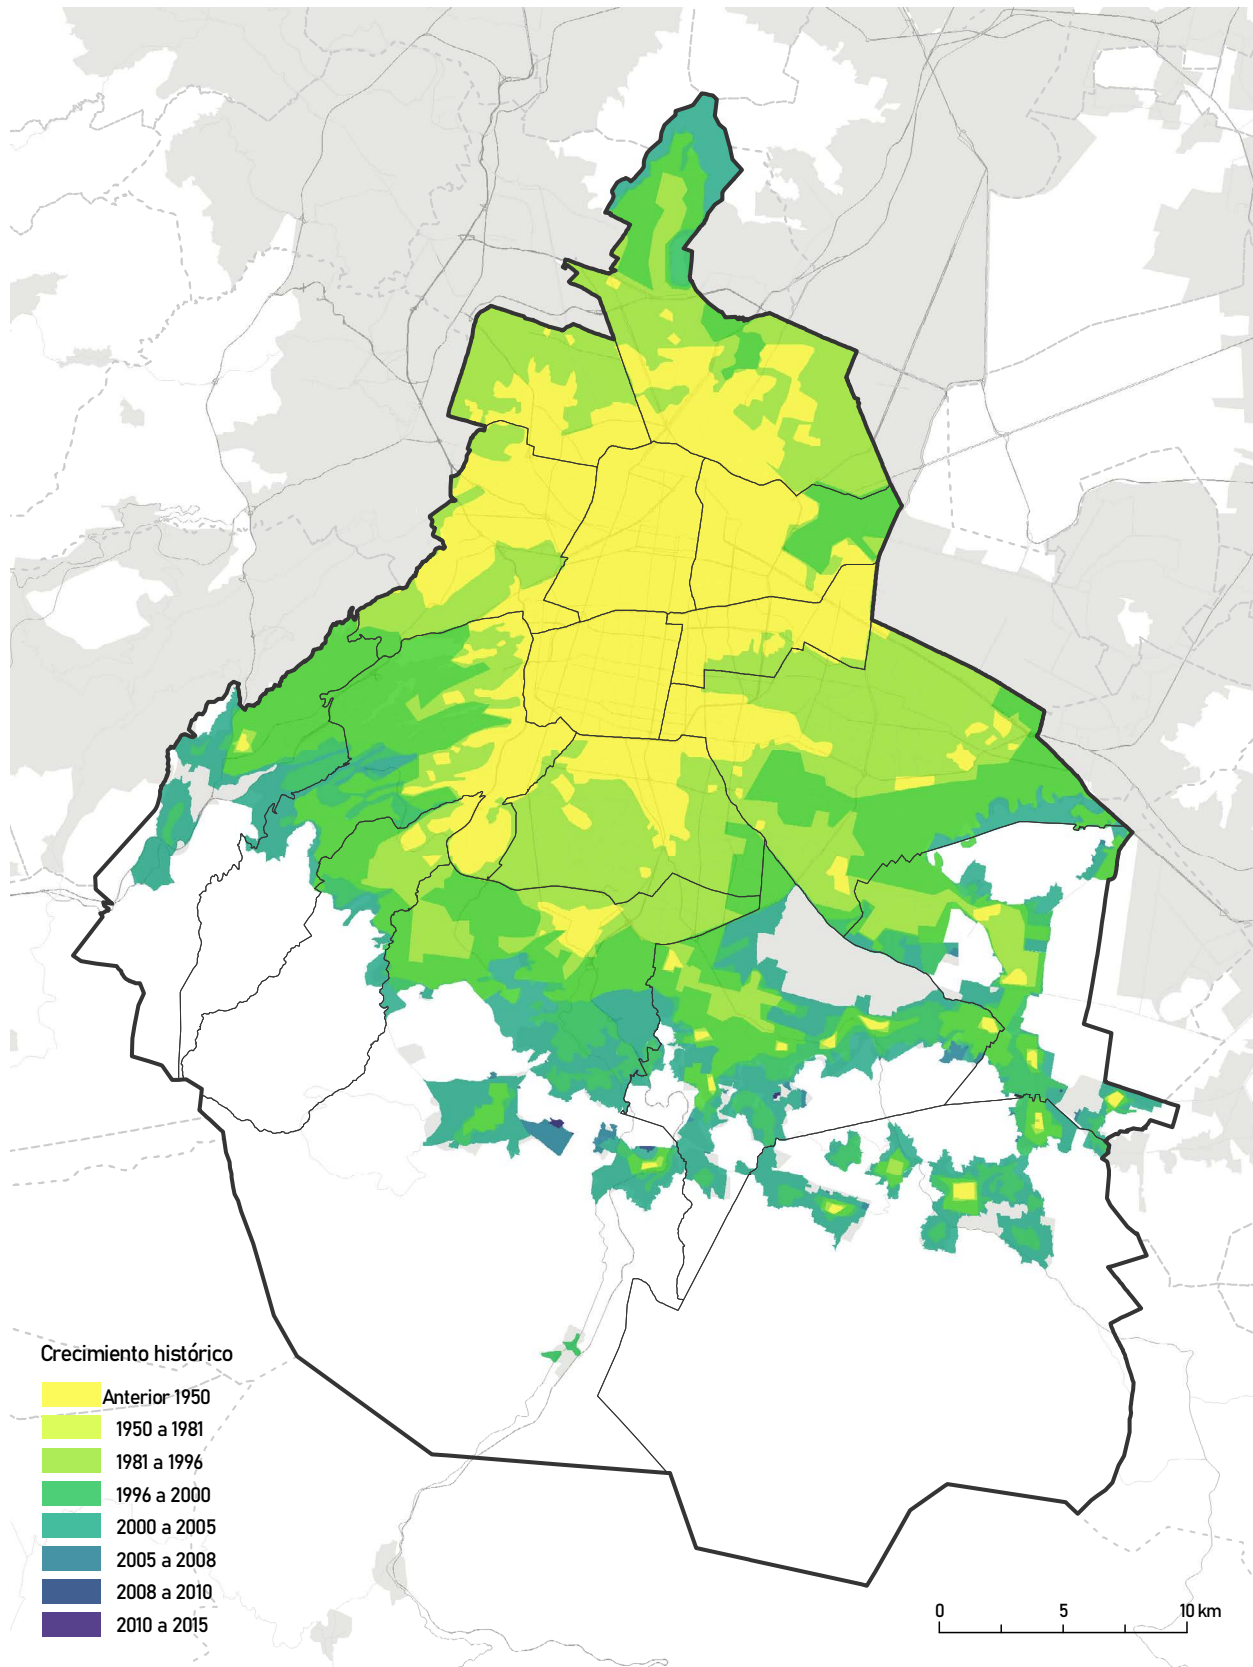 Crecimiento histórico
Anterior 1950
1950 a 1981
1981 a 1996
1996 a 2000
2000 a 2005
2005 a 2008
2008 a 2010
2010 a 2015
0 5 10 km